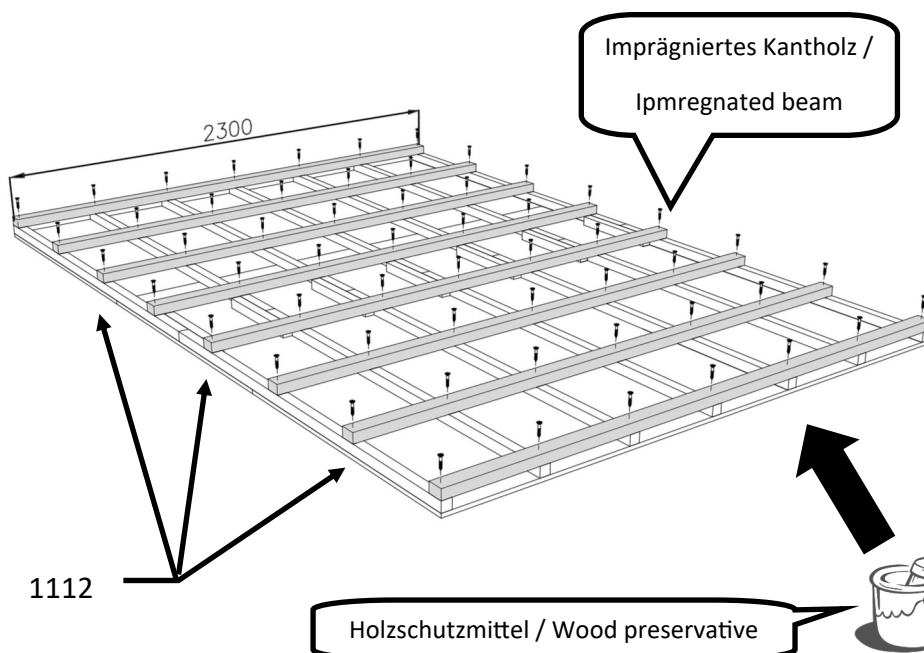 Imprägniertes Kantholz /
Ipmregnated beam
2300
1112
Holzschutzmittel / Wood preservative